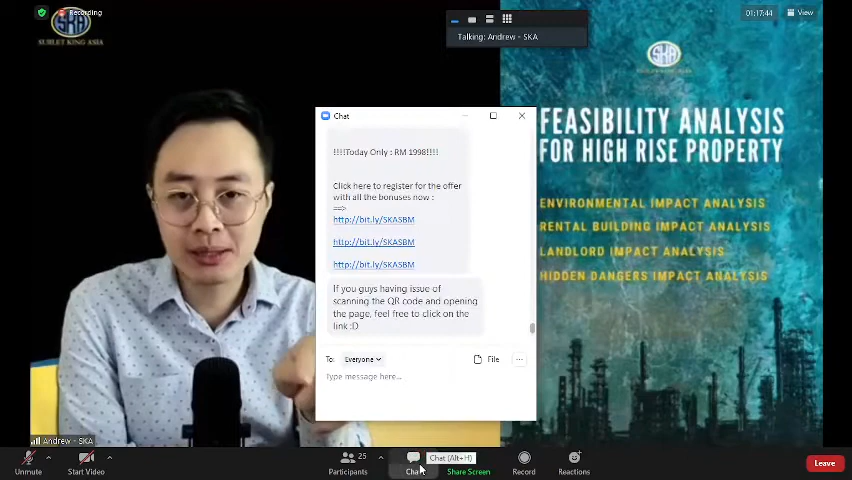 Recording
SKA
SUBLET KING ASIA
Talking: Andrew - SKA
01:17:44
View
Chat
!!!!Today Only : RM 1998!!!!
Click here to register for the offer
with all the bonuses now :
==>
http://bit.ly/SKASBM
http://bit.ly/SKASBM
http://bit.ly/SKASBM
If you guys having issue of
scanning the QR code and opening
the page, feel free to click on the
link :D
To: Everyone
File
Type message here...
SKA
FEASIBILITY ANALYSIS
FOR HIGH RISE PROPERTY
ENVIRONMENTAL IMPACT ANALYSIS
RENTAL BUILDING IMPACT ANALYSIS
LANDLORD IMPACT ANALYSIS
HIDDEN DANGERS IMPACT ANALYSIS
Andrew - SKA
Unmute
Start Video
25
Participants
Chat
Chat (Alt+H)
Share Screen
Record
Reactions
Leave